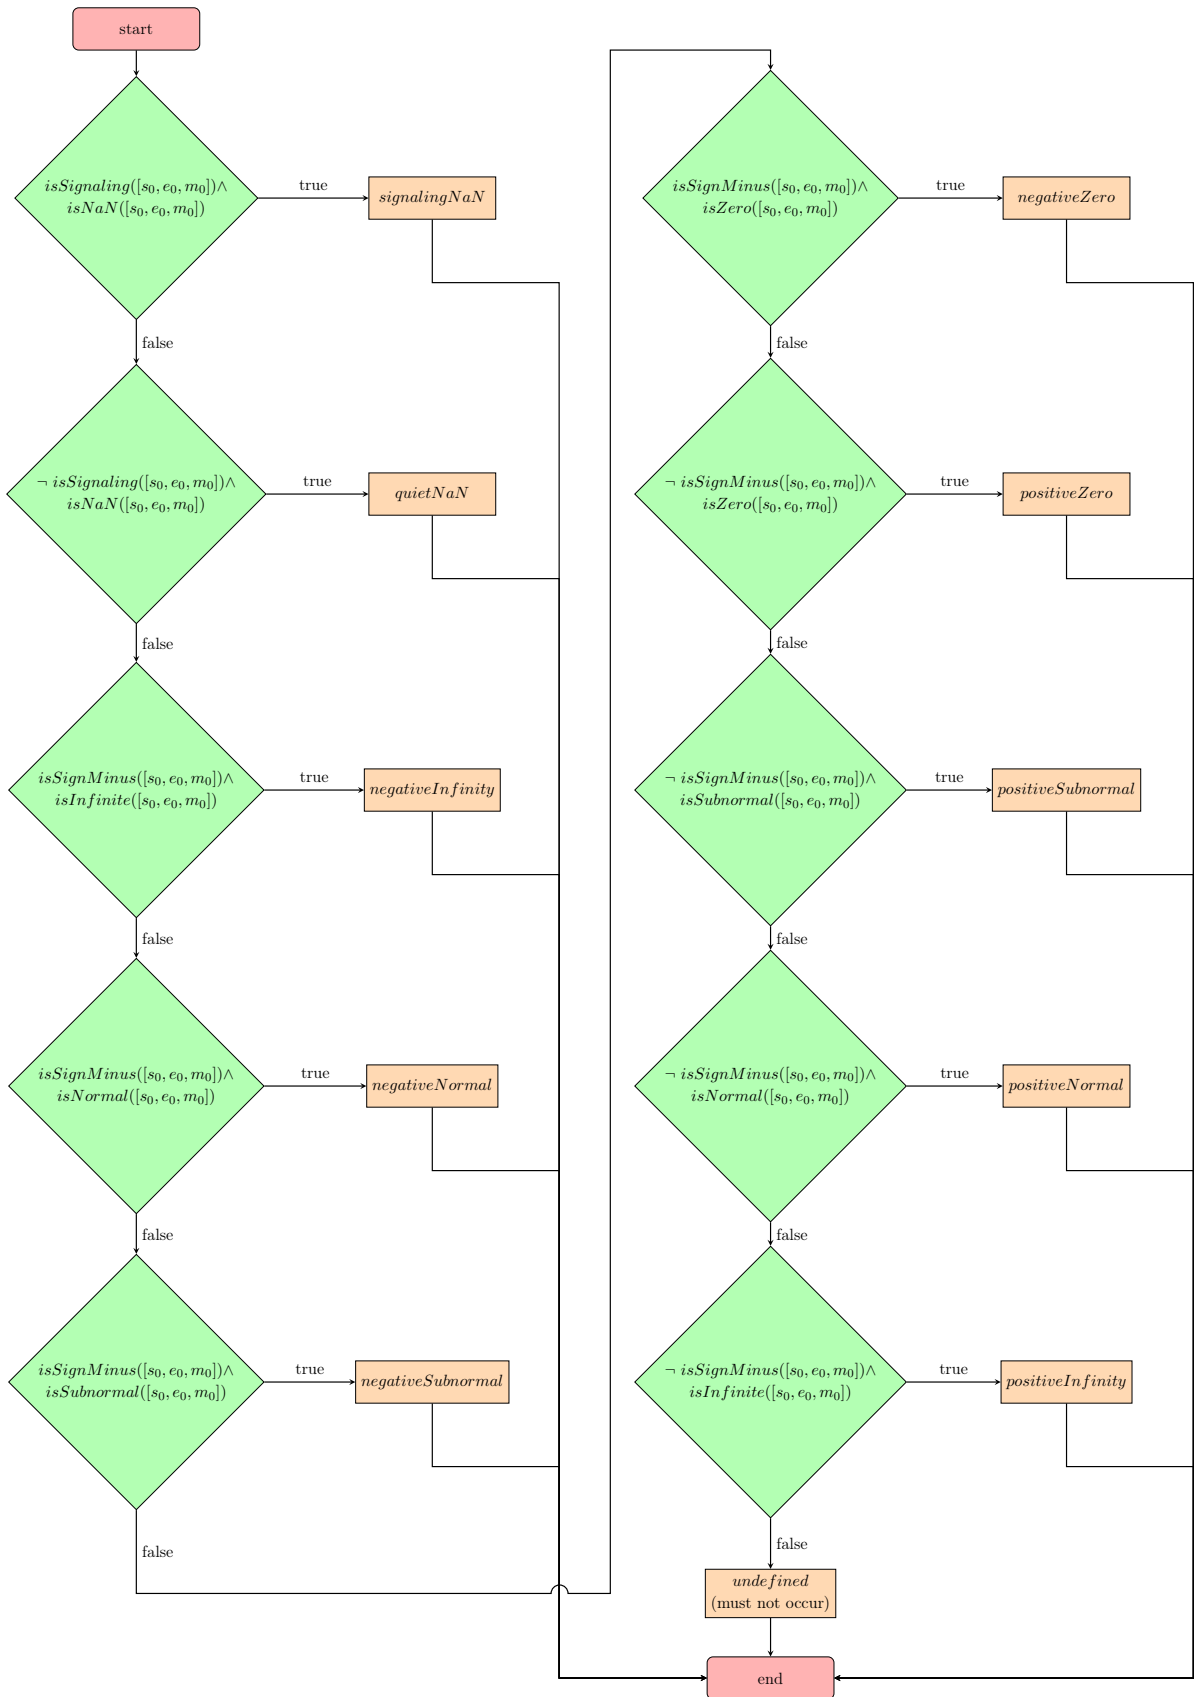 start
isSignaling([s₀, e₀, m₀])∧
isNaN([s₀, e₀, m₀])
true
signalingNaN
false
¬ isSignaling([s₀, e₀, m₀])∧
isNaN([s₀, e₀, m₀])
true
quietNaN
false
isSignMinus([s₀, e₀, m₀])∧
isInfinite([s₀, e₀, m₀])
true
negativeInfinity
false
isSignMinus([s₀, e₀, m₀])∧
isNormal([s₀, e₀, m₀])
true
negativeNormal
false
isSignMinus([s₀, e₀, m₀])∧
isSubnormal([s₀, e₀, m₀])
true
negativeSubnormal
false
isSignMinus([s₀, e₀, m₀])∧
isZero([s₀, e₀, m₀])
true
negativeZero
false
¬ isSignMinus([s₀, e₀, m₀])∧
isZero([s₀, e₀, m₀])
true
positiveZero
false
¬ isSignMinus([s₀, e₀, m₀])∧
isSubnormal([s₀, e₀, m₀])
true
positiveSubnormal
false
¬ isSignMinus([s₀, e₀, m₀])∧
isNormal([s₀, e₀, m₀])
true
positiveNormal
false
¬ isSignMinus([s₀, e₀, m₀])∧
isInfinite([s₀, e₀, m₀])
true
positiveInfinity
false
undefined
(must not occur)
end